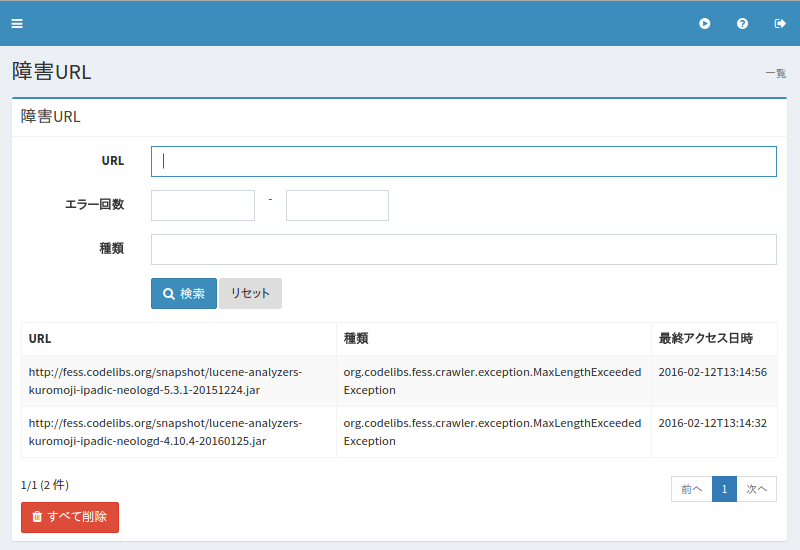 障害URL
一覧
障害URL
URL
エラー回数
-
種類
検索 リセット
URL 種類 最終アクセス日時
http://fess.codelibs.org/snapshot/lucene-analyzers- org.codelibs.fess.crawler.exception.MaxLengthExceeded 2016-02-12T13:14:56
kuromoji-ipadic-neologd-5.3.1-20151224.jar Exception
http://fess.codelibs.org/snapshot/lucene-analyzers- org.codelibs.fess.crawler.exception.MaxLengthExceeded 2016-02-12T13:14:32
kuromoji-ipadic-neologd-4.10.4-20160125.jar Exception
1/1 (2 件)
前へ 1 次へ
すべて削除